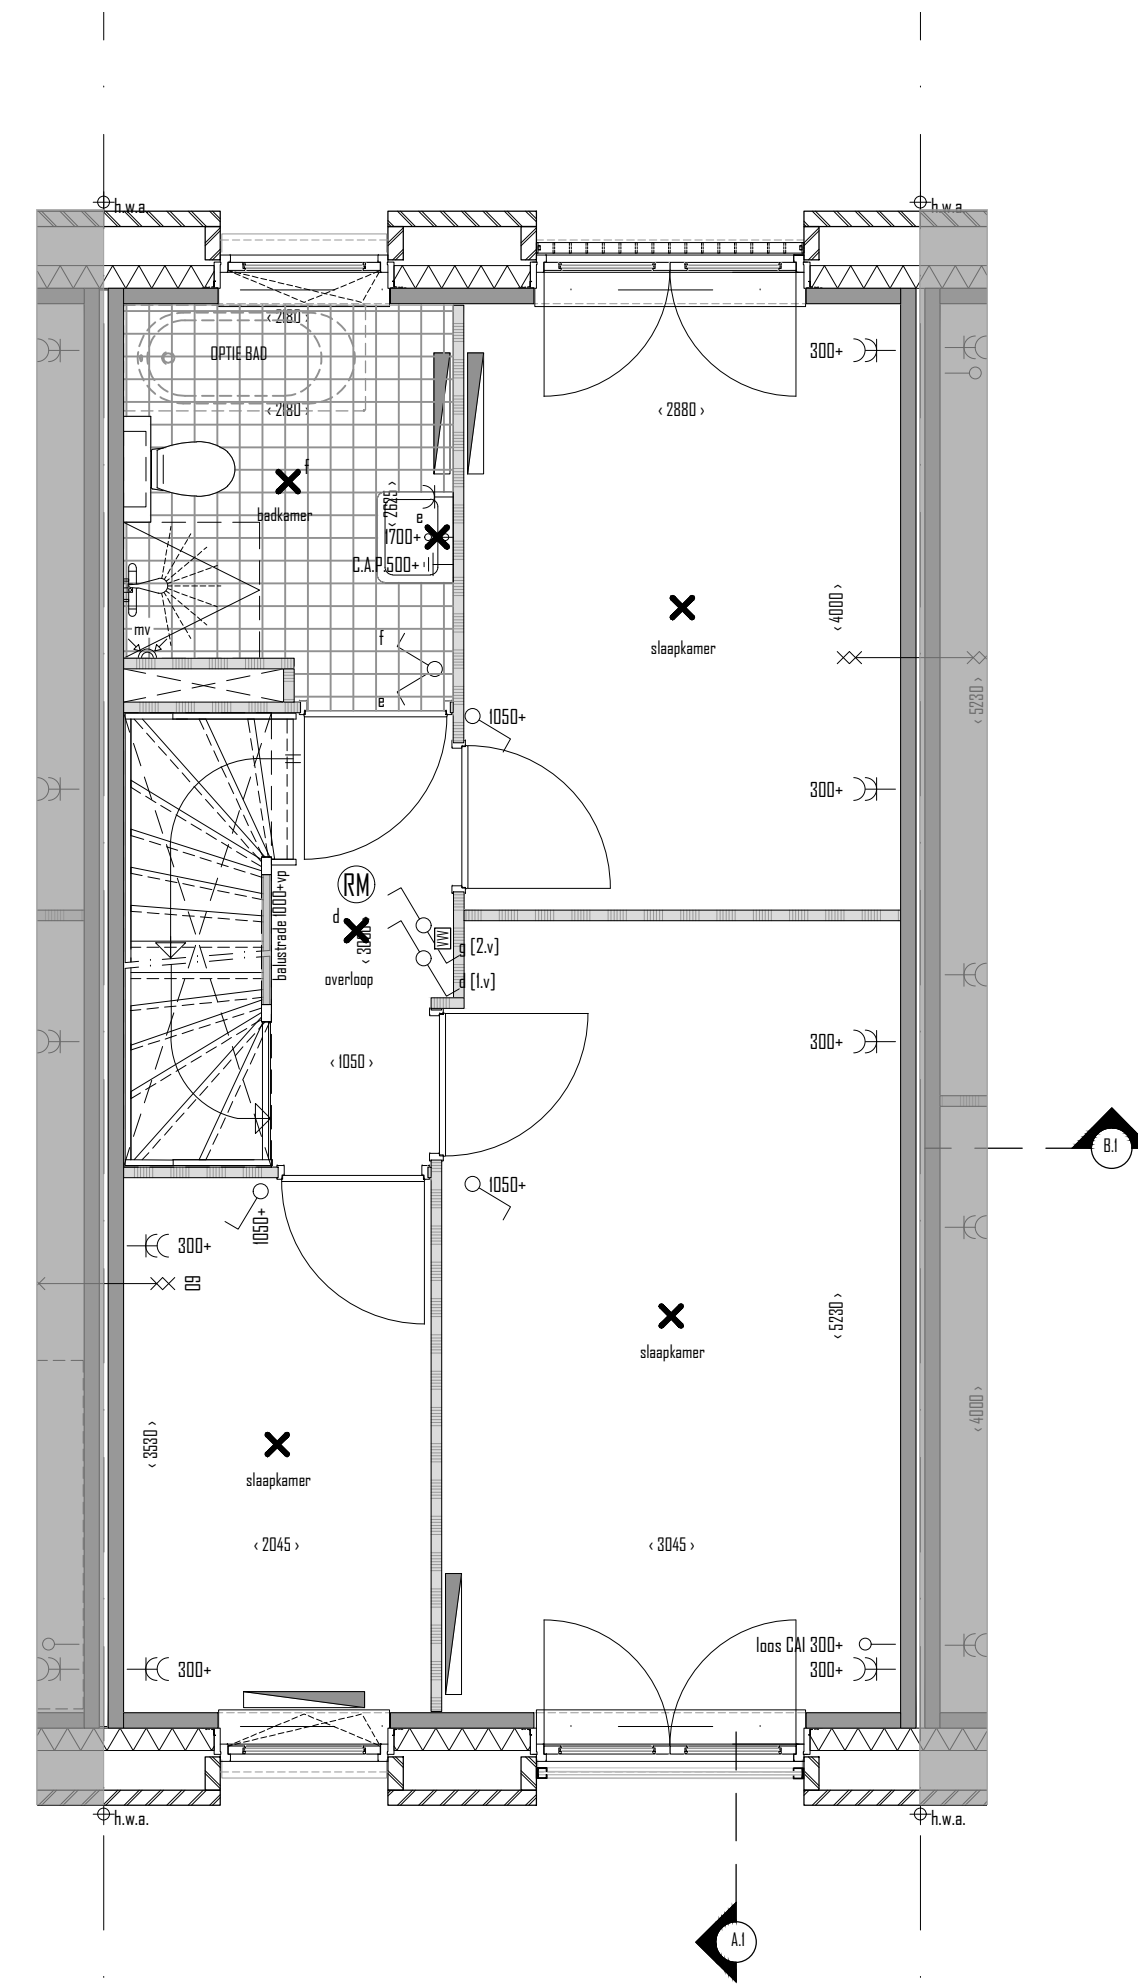 h.w.a.
h.w.a.
‹ 2180 ›
OPTIE BAD
300+
‹ 2180 ›
‹ 2880 ›
f
‹ 2625 ›
badkamer
e
1700+
C.A.P.500+
‹ 4000 ›
mv
f
slaapkamer
e
‹ 5230 ›
1050+
300+
RM
balustrade 1000+vp
d
VW
g [2.v]
overloop
d [1.v]
300+
‹ 1050 ›
B.1
1050+
1050+
300+
09
‹ 5230 ›
slaapkamer
‹ 4000 ›
‹ 3530 ›
slaapkamer
‹ 2045 ›
‹ 3045 ›
loos CAI 300+
300+
300+
h.w.a.
h.w.a.
A.1